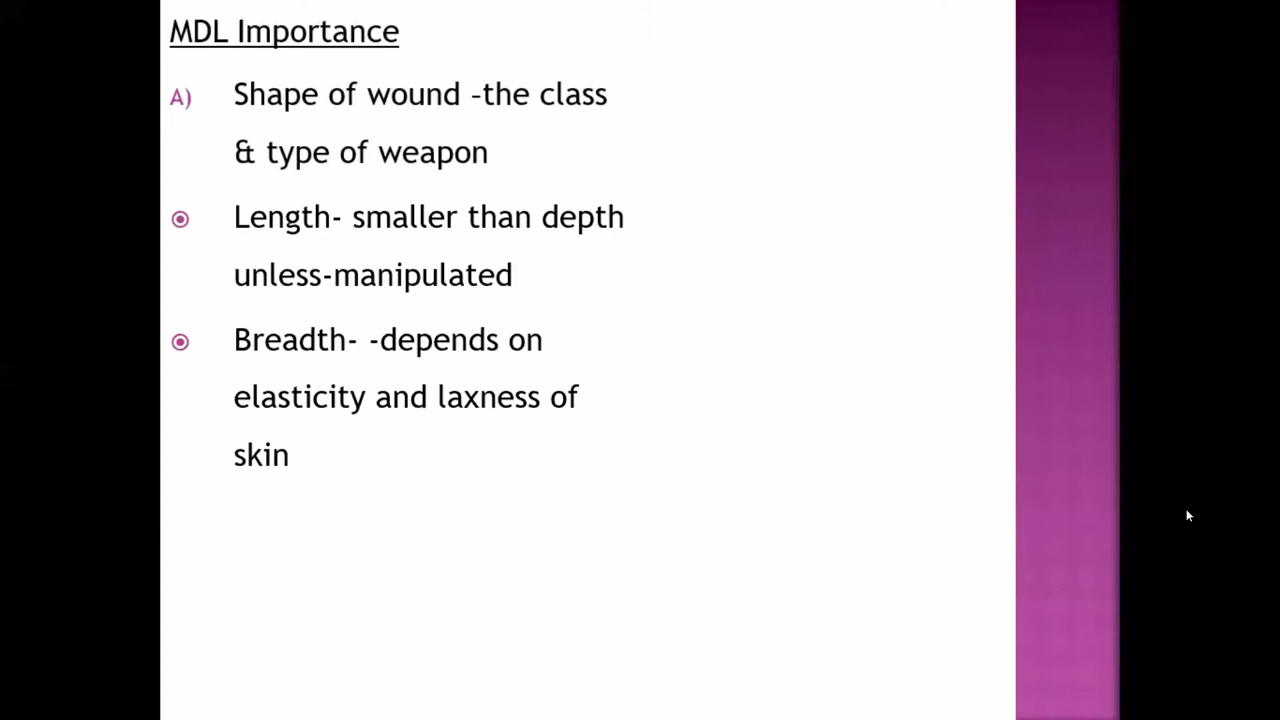 MDL Importance
A) Shape of wound –the class
& type of weapon
Length- smaller than depth
unless-manipulated
Breadth- -depends on
elasticity and laxness of
skin